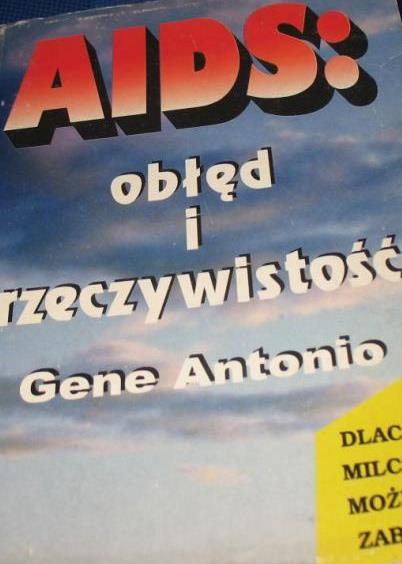 AIDS:
obłęd
i
rzeczywistość
Gene Antonio
DLAC
MILC
MOŻ
ZAB